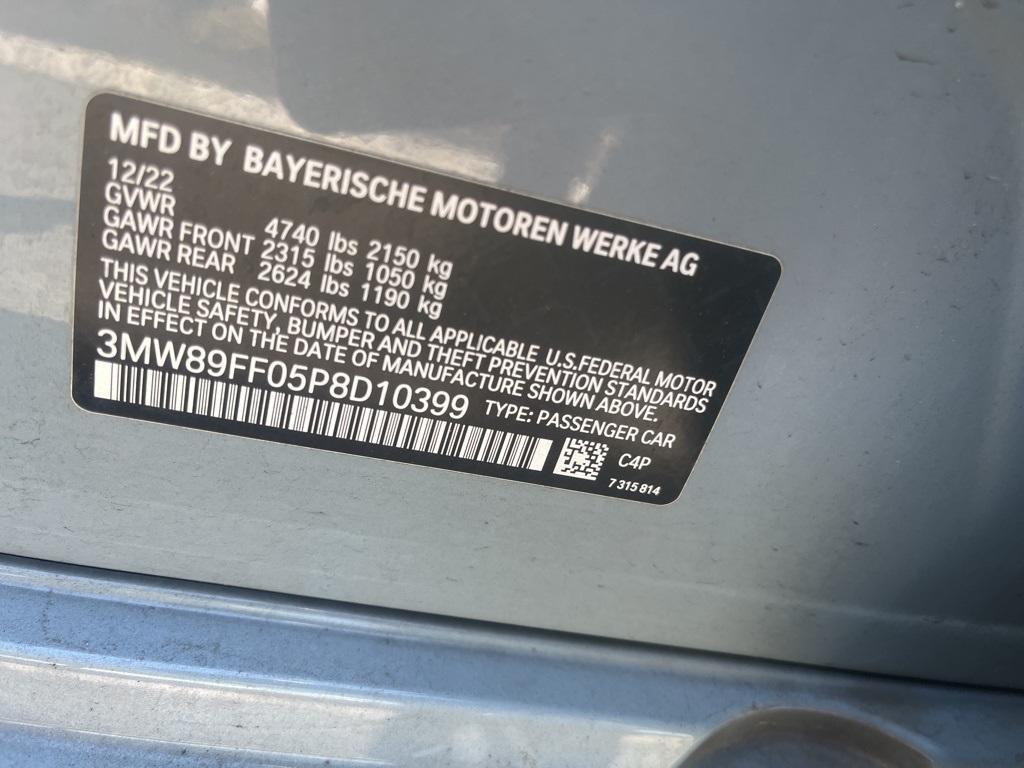 MFD BY BAYERISCHE MOTOREN WERKE AG
12/22
GVWR 4740 lbs 2150 kg
GAWR FRONT 2315 lbs 1050 kg
GAWR REAR 2624 lbs 1190 kg
THIS VEHICLE CONFORMS TO ALL APPLICABLE U.S.FEDERAL MOTOR
VEHICLE SAFETY, BUMPER AND THEFT PREVENTION STANDARDS
IN EFFECT ON THE DATE OF MANUFACTURE SHOWN ABOVE.
3MW89FF05P8D10399 TYPE: PASSENGER CAR
C4P
7 315 814